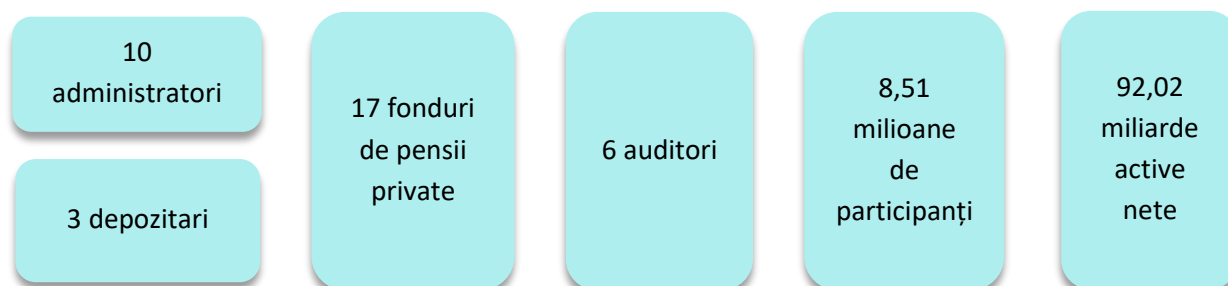 10
administratori
3 depozitari
17 fonduri
de pensii
private
6 auditori
8,51
milioane
de
participanți
92,02
miliarde
active
nete